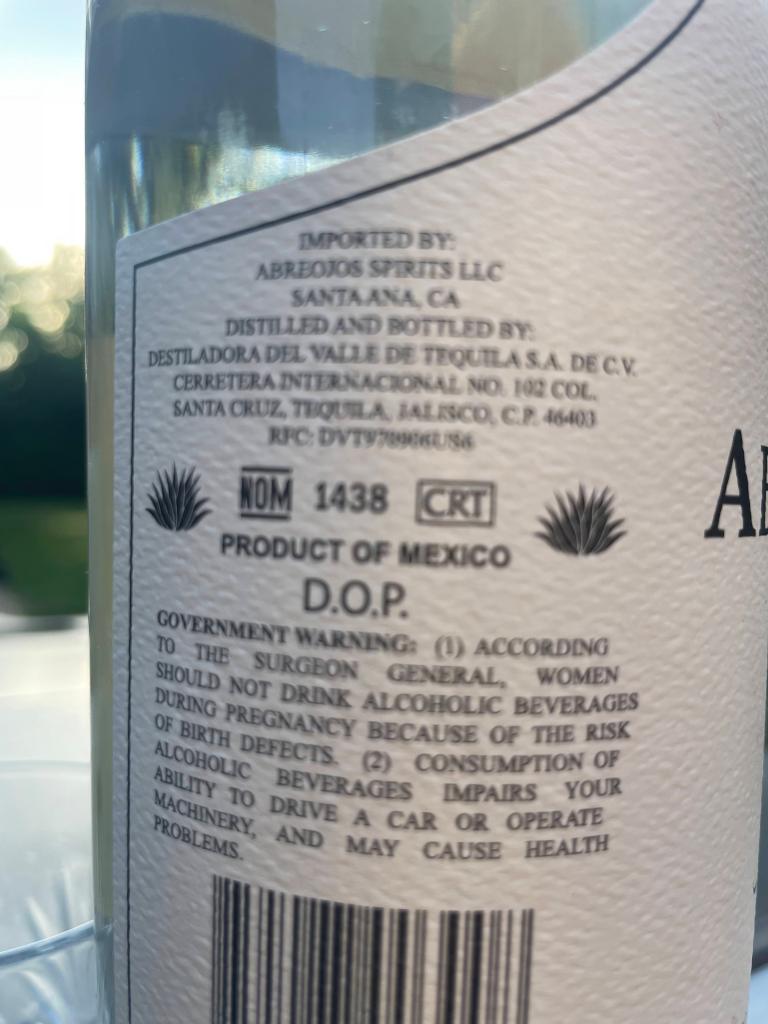 IMPORTED BY:
ABREOJOS SPIRITS LLC
SANTA ANA, CA
DISTILLED AND BOTTLED BY:
DESTILADORA DEL VALLE DE TEQUILA S.A. DE C.V.
CERRETERA INTERNACIONAL NO. 102 COL.
SANTA CRUZ, TEQUILA, JALISCO, C.P. 46403
RFC:
NOM 1438 CRT
PRODUCT OF MEXICO
D.O.P.
GOVERNMENT WARNING: (1) ACCORDING
TO THE SURGEON GENERAL, WOMEN
SHOULD NOT DRINK ALCOHOLIC BEVERAGES
DURING PREGNANCY BECAUSE OF THE RISK
OF BIRTH DEFECTS. (2) CONSUMPTION OF
ALCOHOLIC BEVERAGES IMPAIRS YOUR
ABILITY TO DRIVE A CAR OR OPERATE
MACHINERY, AND MAY CAUSE HEALTH
PROBLEMS.